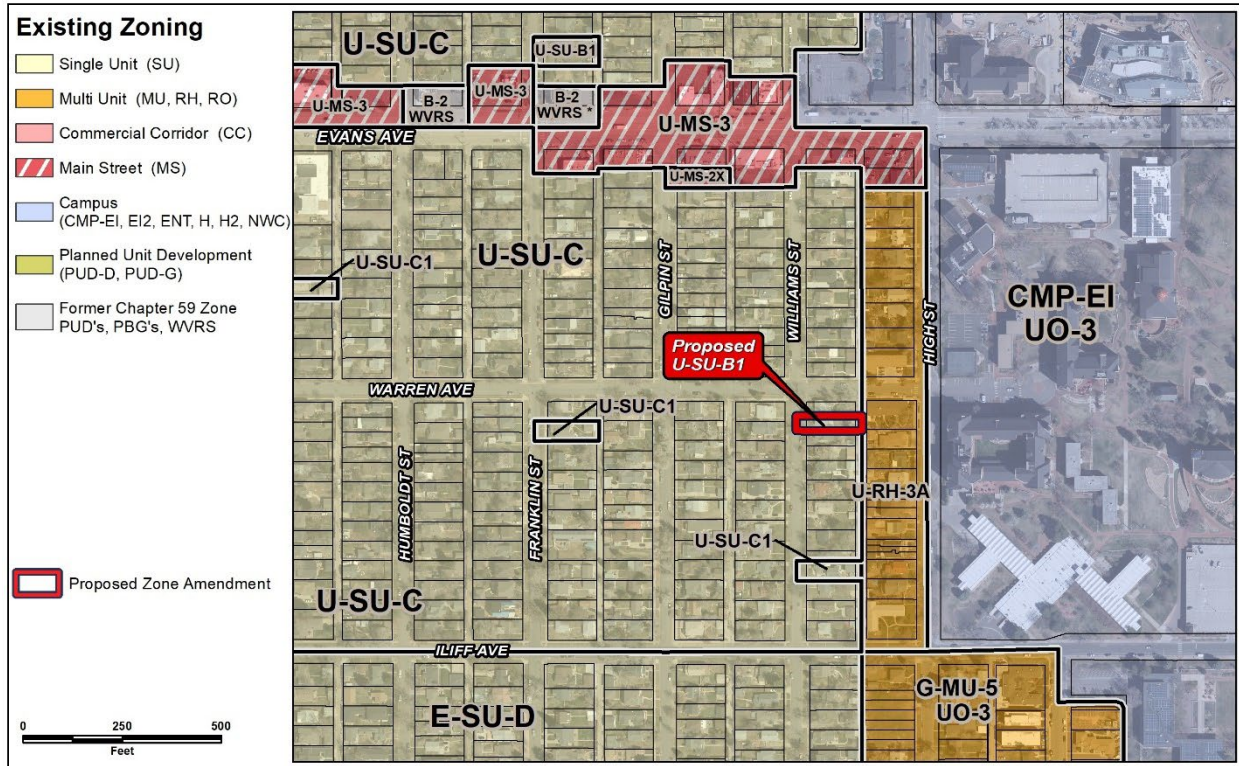 Existing Zoning
Single Unit (SU)
Multi Unit (MU, RH, RO)
Commercial Corridor (CC)
Main Street (MS)
Campus
(CMP-EI, EI2, ENT, H, H2, NWC)
Planned Unit Development
(PUD-D, PUD-G)
Former Chapter 59 Zone
PUD's, PBG's, WVRS
Proposed Zone Amendment
0 250 500
Feet
U-SU-C
U-SU-B1
U-MS-3
B-2
WVRS
U-MS-3
B-2
WVRS *
U-MS-3
EVANS AVE
U-MS-2X
U-SU-C1
U-SU-C
GILPIN ST
WILLIAMS ST
HIGH ST
CMP-EI
UO-3
Proposed
U-SU-B1
WARREN AVE
U-SU-C1
HUMBOLDT ST
FRANKLIN ST
U-RH-3A
U-SU-C1
U-SU-C
ILIFF AVE
E-SU-D
G-MU-5
UO-3